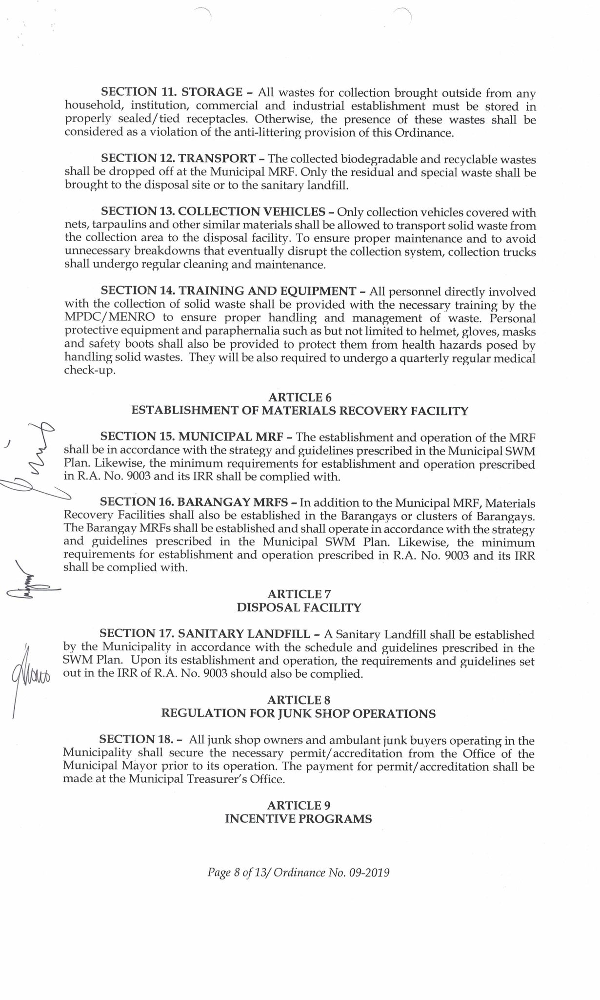 SECTION 11. STORAGE – All wastes for collection brought outside from any
household, institution, commercial and industrial establishment must be stored in
properly sealed/tied receptacles. Otherwise, the presence of these wastes shall be
considered as a violation of the anti-littering provision of this Ordinance.
SECTION 12. TRANSPORT – The collected biodegradable and recyclable wastes
shall be dropped off at the Municipal MRF. Only the residual and special waste shall be
brought to the disposal site or to the sanitary landfill.
SECTION 13. COLLECTION VEHICLES – Only collection vehicles covered with
nets, tarpaulins and other similar materials shall be allowed to transport solid waste from
the collection area to the disposal facility. To ensure proper maintenance and to avoid
unnecessary breakdowns that eventually disrupt the collection system, collection trucks
shall undergo regular cleaning and maintenance.
SECTION 14. TRAINING AND EQUIPMENT – All personnel directly involved
with the collection of solid waste shall be provided with the necessary training by the
MPDC/MENRO to ensure proper handling and management of waste. Personal
protective equipment and paraphernalia such as but not limited to helmet, gloves, masks
and safety boots shall also be provided to protect them from health hazards posed by
handling solid wastes. They will be also required to undergo a quarterly regular medical
check-up.
ARTICLE 6
ESTABLISHMENT OF MATERIALS RECOVERY FACILITY
SECTION 15. MUNICIPAL MRF – The establishment and operation of the MRF
shall be in accordance with the strategy and guidelines prescribed in the Municipal SWM
Plan. Likewise, the minimum requirements for establishment and operation prescribed
in R.A. No. 9003 and its IRR shall be complied with.
SECTION 16. BARANGAY MRFS – In addition to the Municipal MRF, Materials
Recovery Facilities shall also be established in the Barangays or clusters of Barangays.
The Barangay MRFs shall be established and shall operate in accordance with the strategy
and guidelines prescribed in the Municipal SWM Plan. Likewise, the minimum
requirements for establishment and operation prescribed in R.A. No. 9003 and its IRR
shall be complied with.
ARTICLE 7
DISPOSAL FACILITY
SECTION 17. SANITARY LANDFILL – A Sanitary Landfill shall be established
by the Municipality in accordance with the schedule and guidelines prescribed in the
SWM Plan. Upon its establishment and operation, the requirements and guidelines set
out in the IRR of R.A. No. 9003 should also be complied.
ARTICLE 8
REGULATION FOR JUNK SHOP OPERATIONS
SECTION 18. – All junk shop owners and ambulant junk buyers operating in the
Municipality shall secure the necessary permit/accreditation from the Office of the
Municipal Mayor prior to its operation. The payment for permit/accreditation shall be
made at the Municipal Treasurer's Office.
ARTICLE 9
INCENTIVE PROGRAMS
Page 8 of 13/ Ordinance No. 09-2019